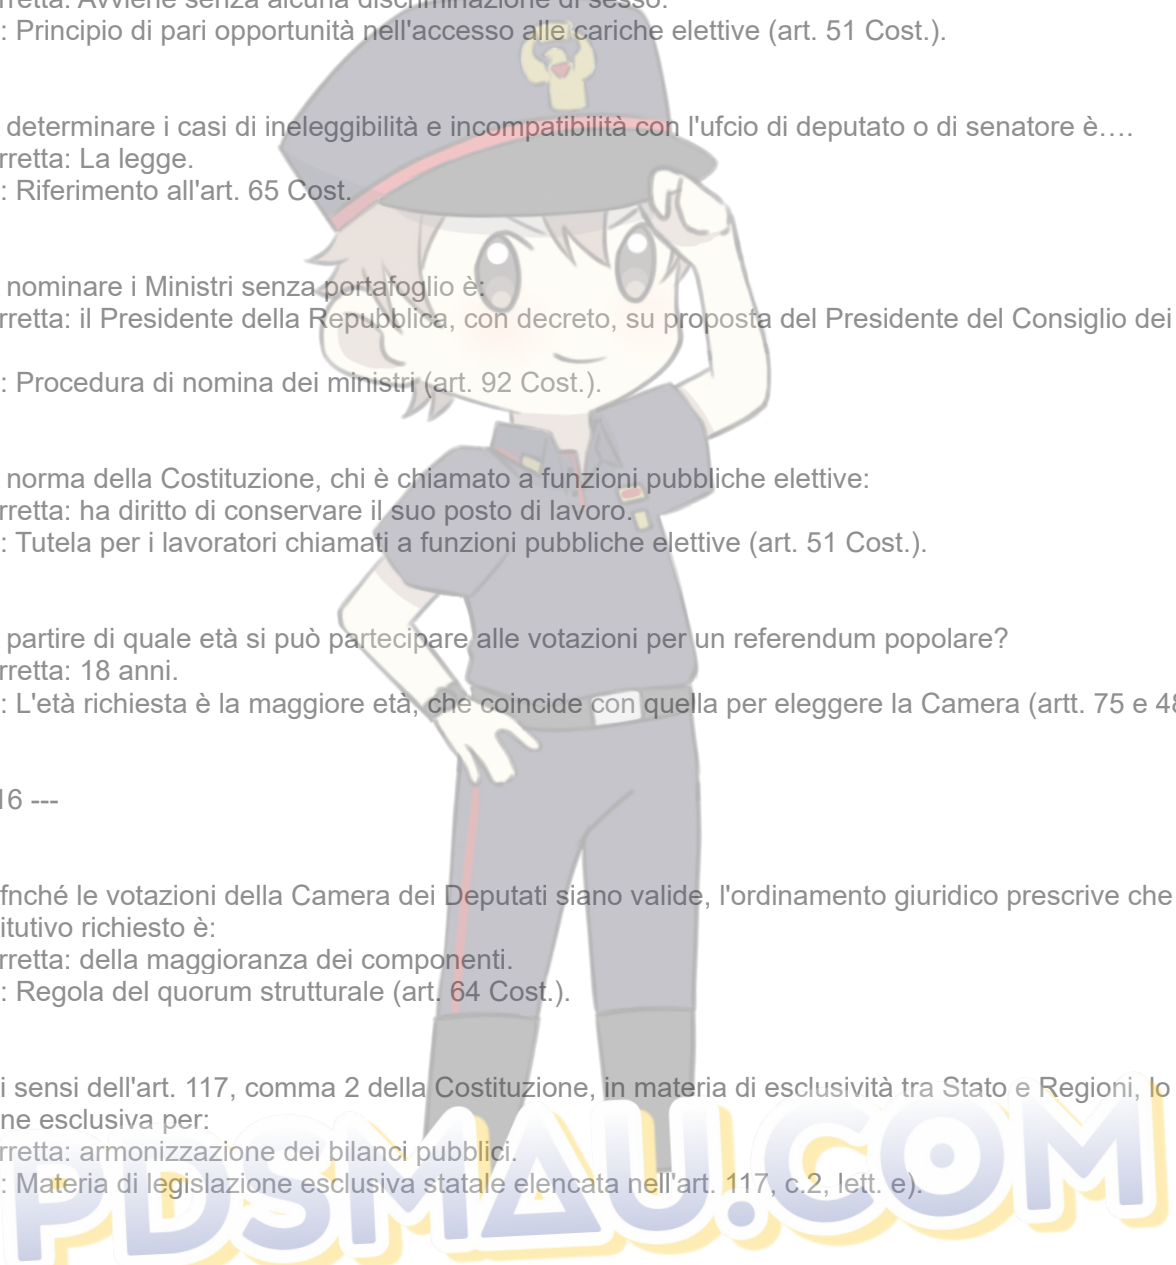 rretta: Avviene senza alcuna discriminazione di sesso.
: Principio di pari opportunità nell'accesso alle cariche elettive (art. 51 Cost.).
determinare i casi di ineleggibilità e incompatibilità con l'ufcio di deputato o di senatore è….
rretta: La legge.
: Riferimento all'art. 65 Cost.
nominare i Ministri senza portafoglio è:
rretta: il Presidente della Repubblica, con decreto, su proposta del Presidente del Consiglio dei
: Procedura di nomina dei ministri (art. 92 Cost.).
norma della Costituzione, chi è chiamato a funzioni pubbliche elettive:
rretta: ha diritto di conservare il suo posto di lavoro.
: Tutela per i lavoratori chiamati a funzioni pubbliche elettive (art. 51 Cost.).
partire di quale età si può partecipare alle votazioni per un referendum popolare?
rretta: 18 anni.
: L'età richiesta è la maggiore età, che coincide con quella per eleggere la Camera (artt. 75 e 48
16 ---
fnché le votazioni della Camera dei Deputati siano valide, l'ordinamento giuridico prescrive che
itutivo richiesto è:
rretta: della maggioranza dei componenti.
: Regola del quorum strutturale (art. 64 Cost.).
i sensi dell'art. 117, comma 2 della Costituzione, in materia di esclusività tra Stato e Regioni, lo
ne esclusiva per:
rretta: armonizzazione dei bilanci pubblici.
: Materia di legislazione esclusiva statale elencata nell'art. 117, c.2, lett. e).
PDSMAU.COM